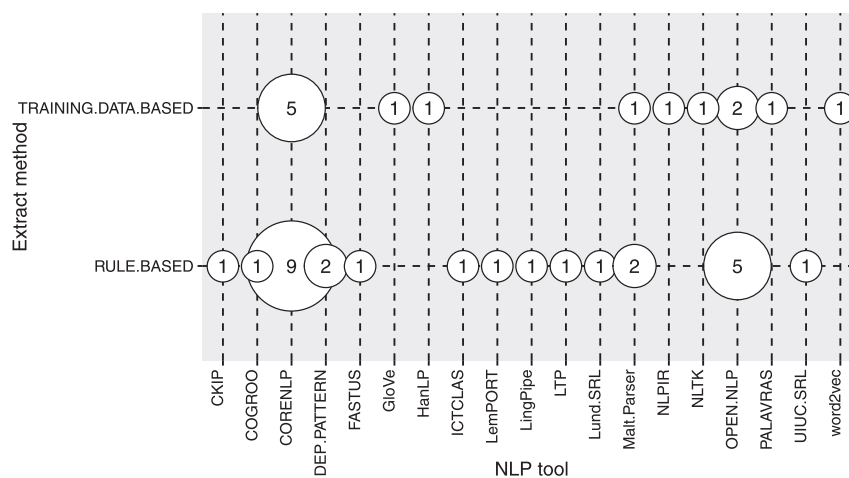 TRAINING.DATA.BASED
5
1
1
1
1
1
2
1
1
Extract method
RULE.BASED
1
1
9
2
1
1
1
1
1
1
2
5
1
CKIP
COGROO
CORENLP
DEP.PATTERN
FASTUS
GloVe
HanLP
ICTCLAS
LemPORT
LingPipe
LTP
Lund.SRL
Malt.Parser
NLPIR
NLTK
OPEN.NLP
PALAVRAS
UIUC.SRL
word2vec
NLP tool